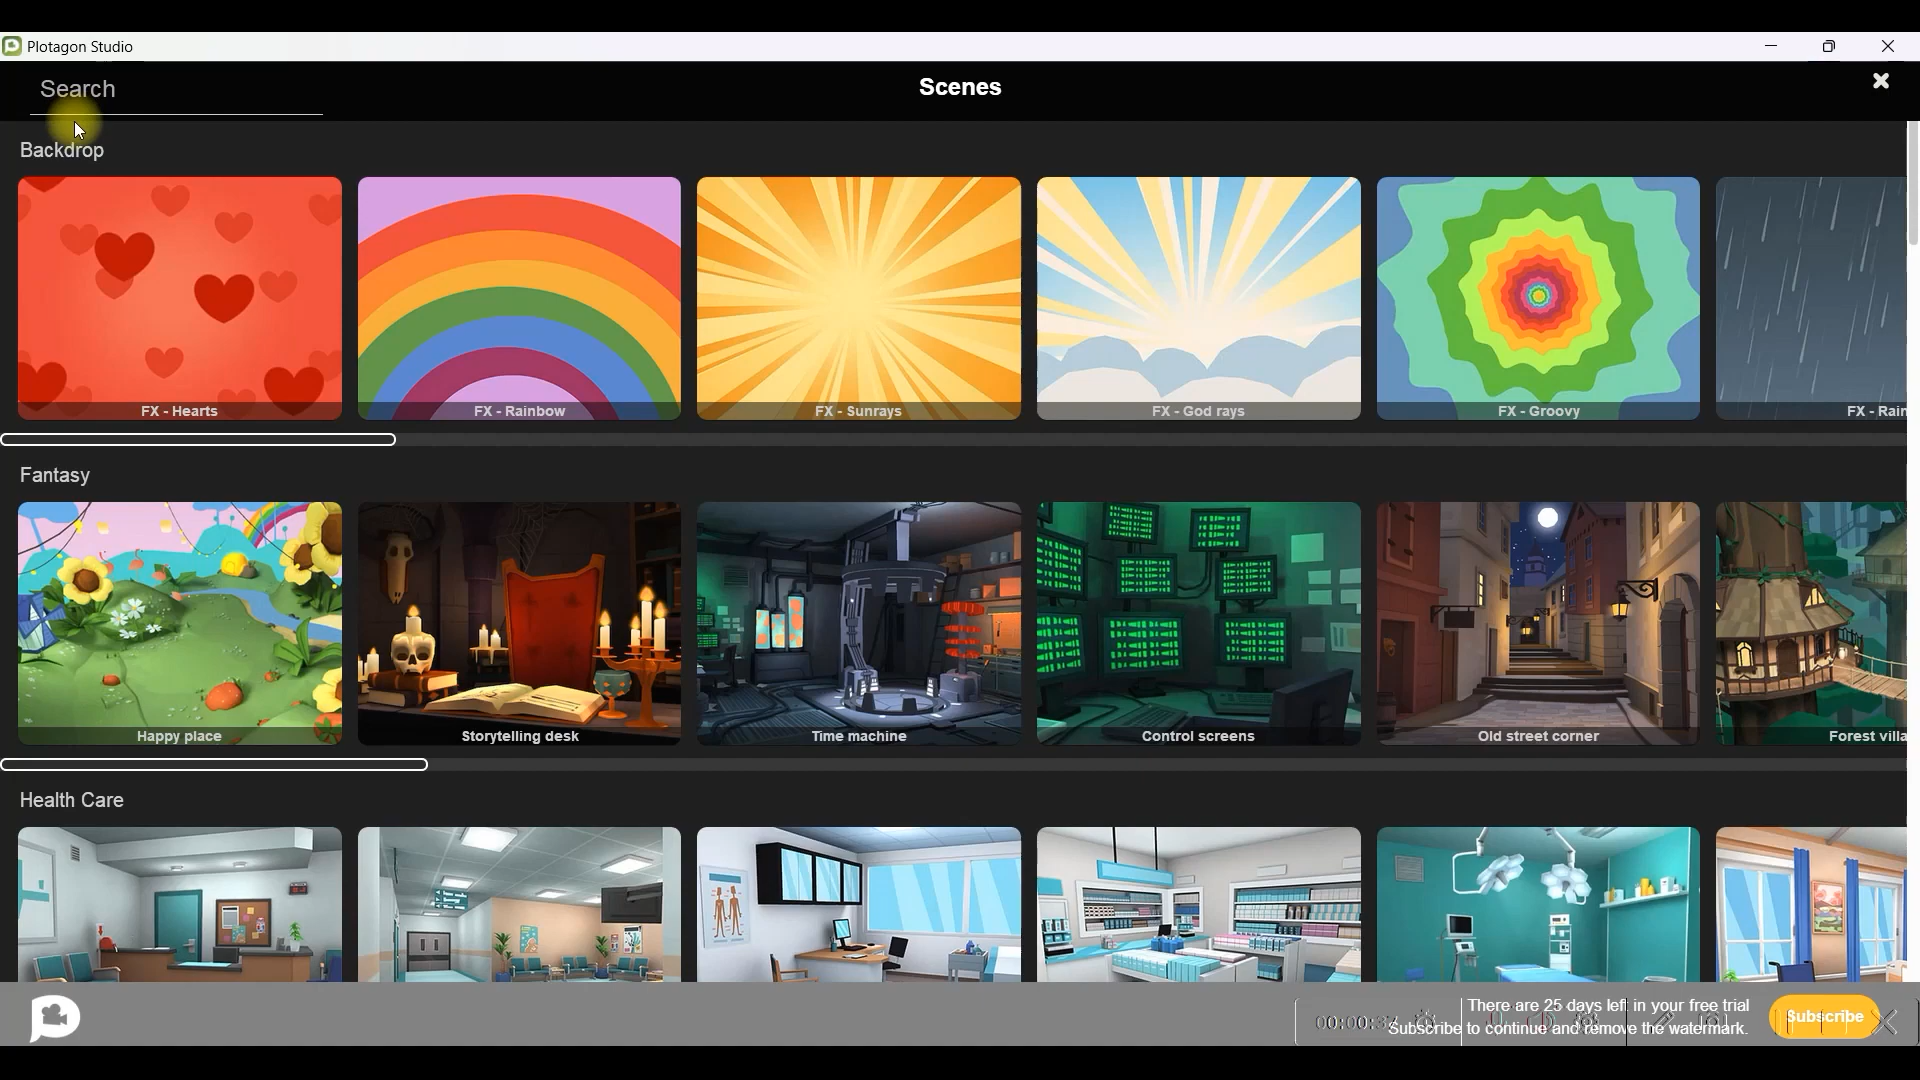 Plotagon Studio
Search
Scenes
Backdrop
FX - Hearts
FX - Rainbow
FX - Sunrays
FX - God rays
FX - Groovy
FX - Rain
Fantasy
Happy place
Storytelling desk
Time machine
Control screens
Old street corner
Forest villa
Health Care
There are 25 days left in your free trial
Subscribe to continue and remove the watermark.
Subscribe